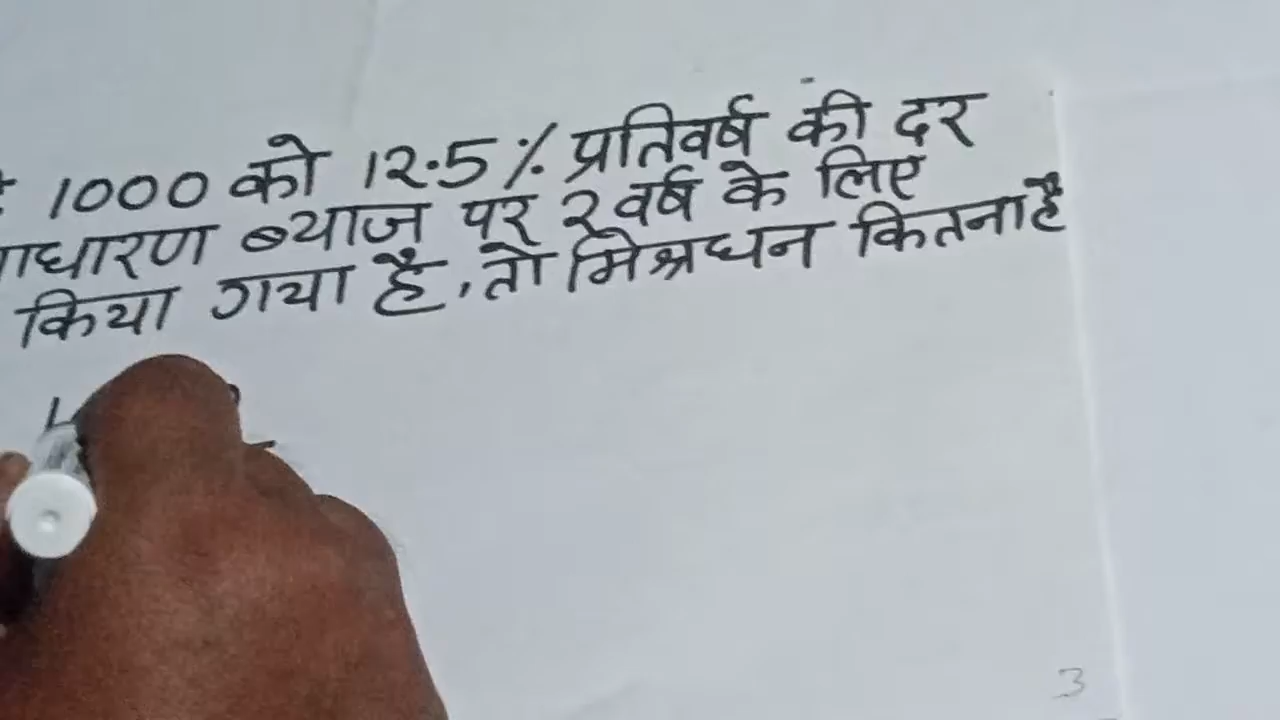 1000 को 12.5% प्रतिवर्ष की दर
ाधारण ब्याज पर 2 वर्ष के लिए
किया गया है, तो मिश्रधन कितना है
3